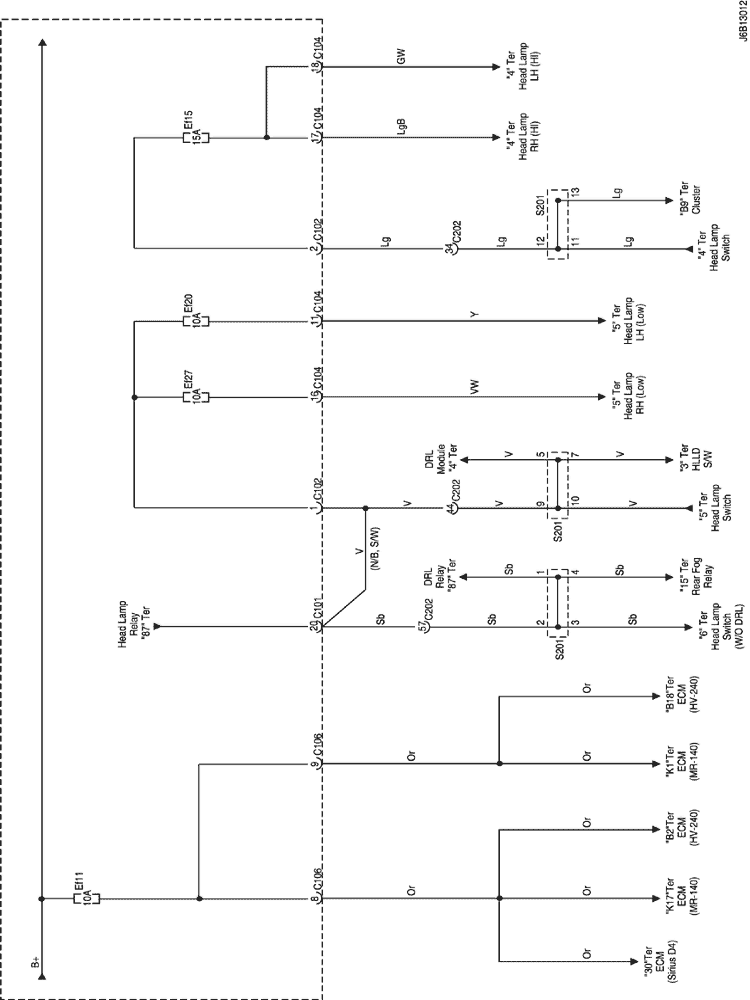 B+
Ef11
10A
Head Lamp
Relay
"87" Ter
Ef27
10A
Ef20
10A
Ef15
15A
8 C106
9 C106
20 C101
1 C102
16 C104
11 C104
2 C102
17 C104
18 C104
V
(N/B, S/W)
Or
Or
Sb
V
VW
Y
Lg
LgB
GW
57 C202
DRL
Relay
"87" Ter
44 C202
DRL
Module
"4" Ter
34 C202
Sb
Sb
V
V
Lg
2
1
9
5
12
S201
S201
S201
3
4
10
7
11
13
Or
Or
Or
Or
Or
Sb
Sb
V
V
Lg
Lg
"4" Ter
Head Lamp
RH (HI)
"4" Ter
Head Lamp
LH (HI)
"5" Ter
Head Lamp
RH (Low)
"5" Ter
Head Lamp
LH (Low)
"30"Ter
ECM
(Sirius D4)
"K17"Ter
ECM
(MR-140)
"B2"Ter
ECM
(HV-240)
"K1"Ter
ECM
(MR-140)
"B18"Ter
ECM
(HV-240)
"6" Ter
Head Lamp
Switch
(W/O DRL)
"15" Ter
Rear Fog
Relay
"5" Ter
Head Lamp
Switch
"3" Ter
HLLD
S/W
"4" Ter
Head Lamp
Switch
"B9" Ter
Cluster
J6B13012